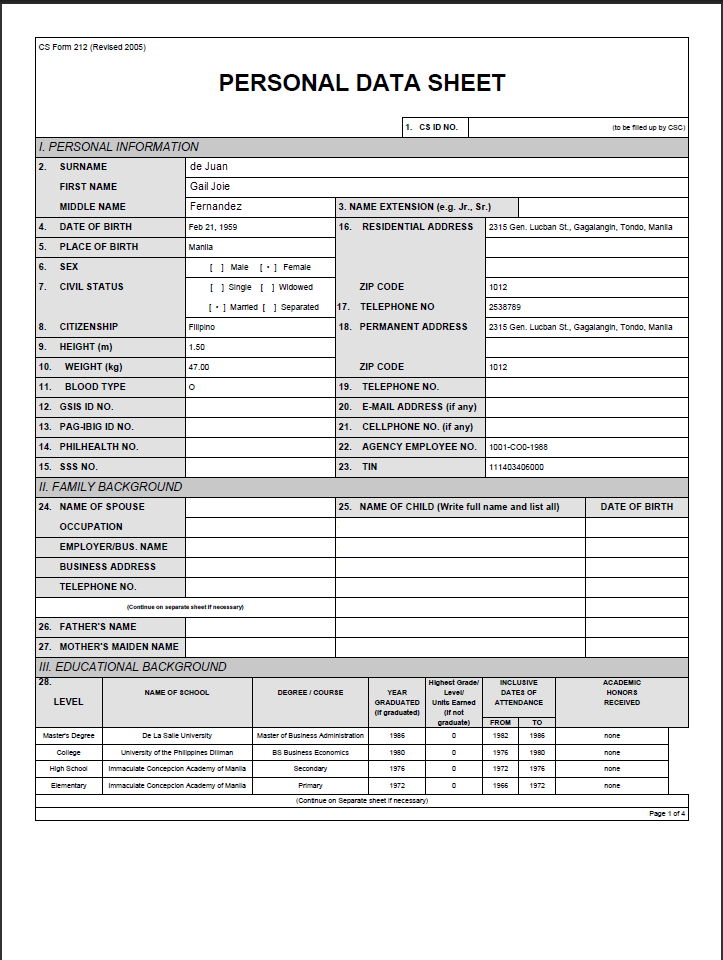 CS Form 212 (Revised 2005)
PERSONAL DATA SHEET
1. CS ID NO. (to be filled up by CSC)
I. PERSONAL INFORMATION
2. SURNAME de Juan
FIRST NAME Gail Joie
MIDDLE NAME Fernandez 3. NAME EXTENSION (e.g. Jr., Sr.)
4. DATE OF BIRTH Feb 21, 1959 16. RESIDENTIAL ADDRESS 2315 Gen. Lucban St., Gagalangin, Tondo, Manila
5. PLACE OF BIRTH Manila
6. SEX [ ] Male [ • ] Female
7. CIVIL STATUS [ ] Single [ ] Widowed ZIP CODE 1012
[ • ] Married [ ] Separated 17. TELEPHONE NO 2538789
8. CITIZENSHIP Filipino 18. PERMANENT ADDRESS 2315 Gen. Lucban St., Gagalangin, Tondo, Manila
9. HEIGHT (m) 1.50
10. WEIGHT (kg) 47.00 ZIP CODE 1012
11. BLOOD TYPE O 19. TELEPHONE NO.
12. GSIS ID NO. 20. E-MAIL ADDRESS (if any)
13. PAG-IBIG ID NO. 21. CELLPHONE NO. (if any)
14. PHILHEALTH NO. 22. AGENCY EMPLOYEE NO. 1001-CO0-1988
15. SSS NO. 23. TIN 111403406000
II. FAMILY BACKGROUND
24. NAME OF SPOUSE 25. NAME OF CHILD (Write full name and list all) DATE OF BIRTH
OCCUPATION
EMPLOYER/BUS. NAME
BUSINESS ADDRESS
TELEPHONE NO.
(Continue on separate sheet if necessary)
26. FATHER'S NAME
27. MOTHER'S MAIDEN NAME
III. EDUCATIONAL BACKGROUND
28. LEVEL
NAME OF SCHOOL
DEGREE / COURSE
YEAR
GRADUATED
(if graduated)
Highest Grade/
Level/
Units Earned
(if not
graduate)
INCLUSIVE
DATES OF
ATTENDANCE
FROM TO
ACADEMIC
HONORS
RECEIVED
Master's Degree De La Salle University Master of Business Administration 1986 0 1982 1986 none
College University of the Philippines Diliman BS Business Economics 1980 0 1976 1980 none
High School Immaculate Concepcion Academy of Manila Secondary 1976 0 1972 1976 none
Elementary Immaculate Concepcion Academy of Manila Primary 1972 0 1966 1972 none
(Continue on Separate sheet if necessary)
Page 1 of 4